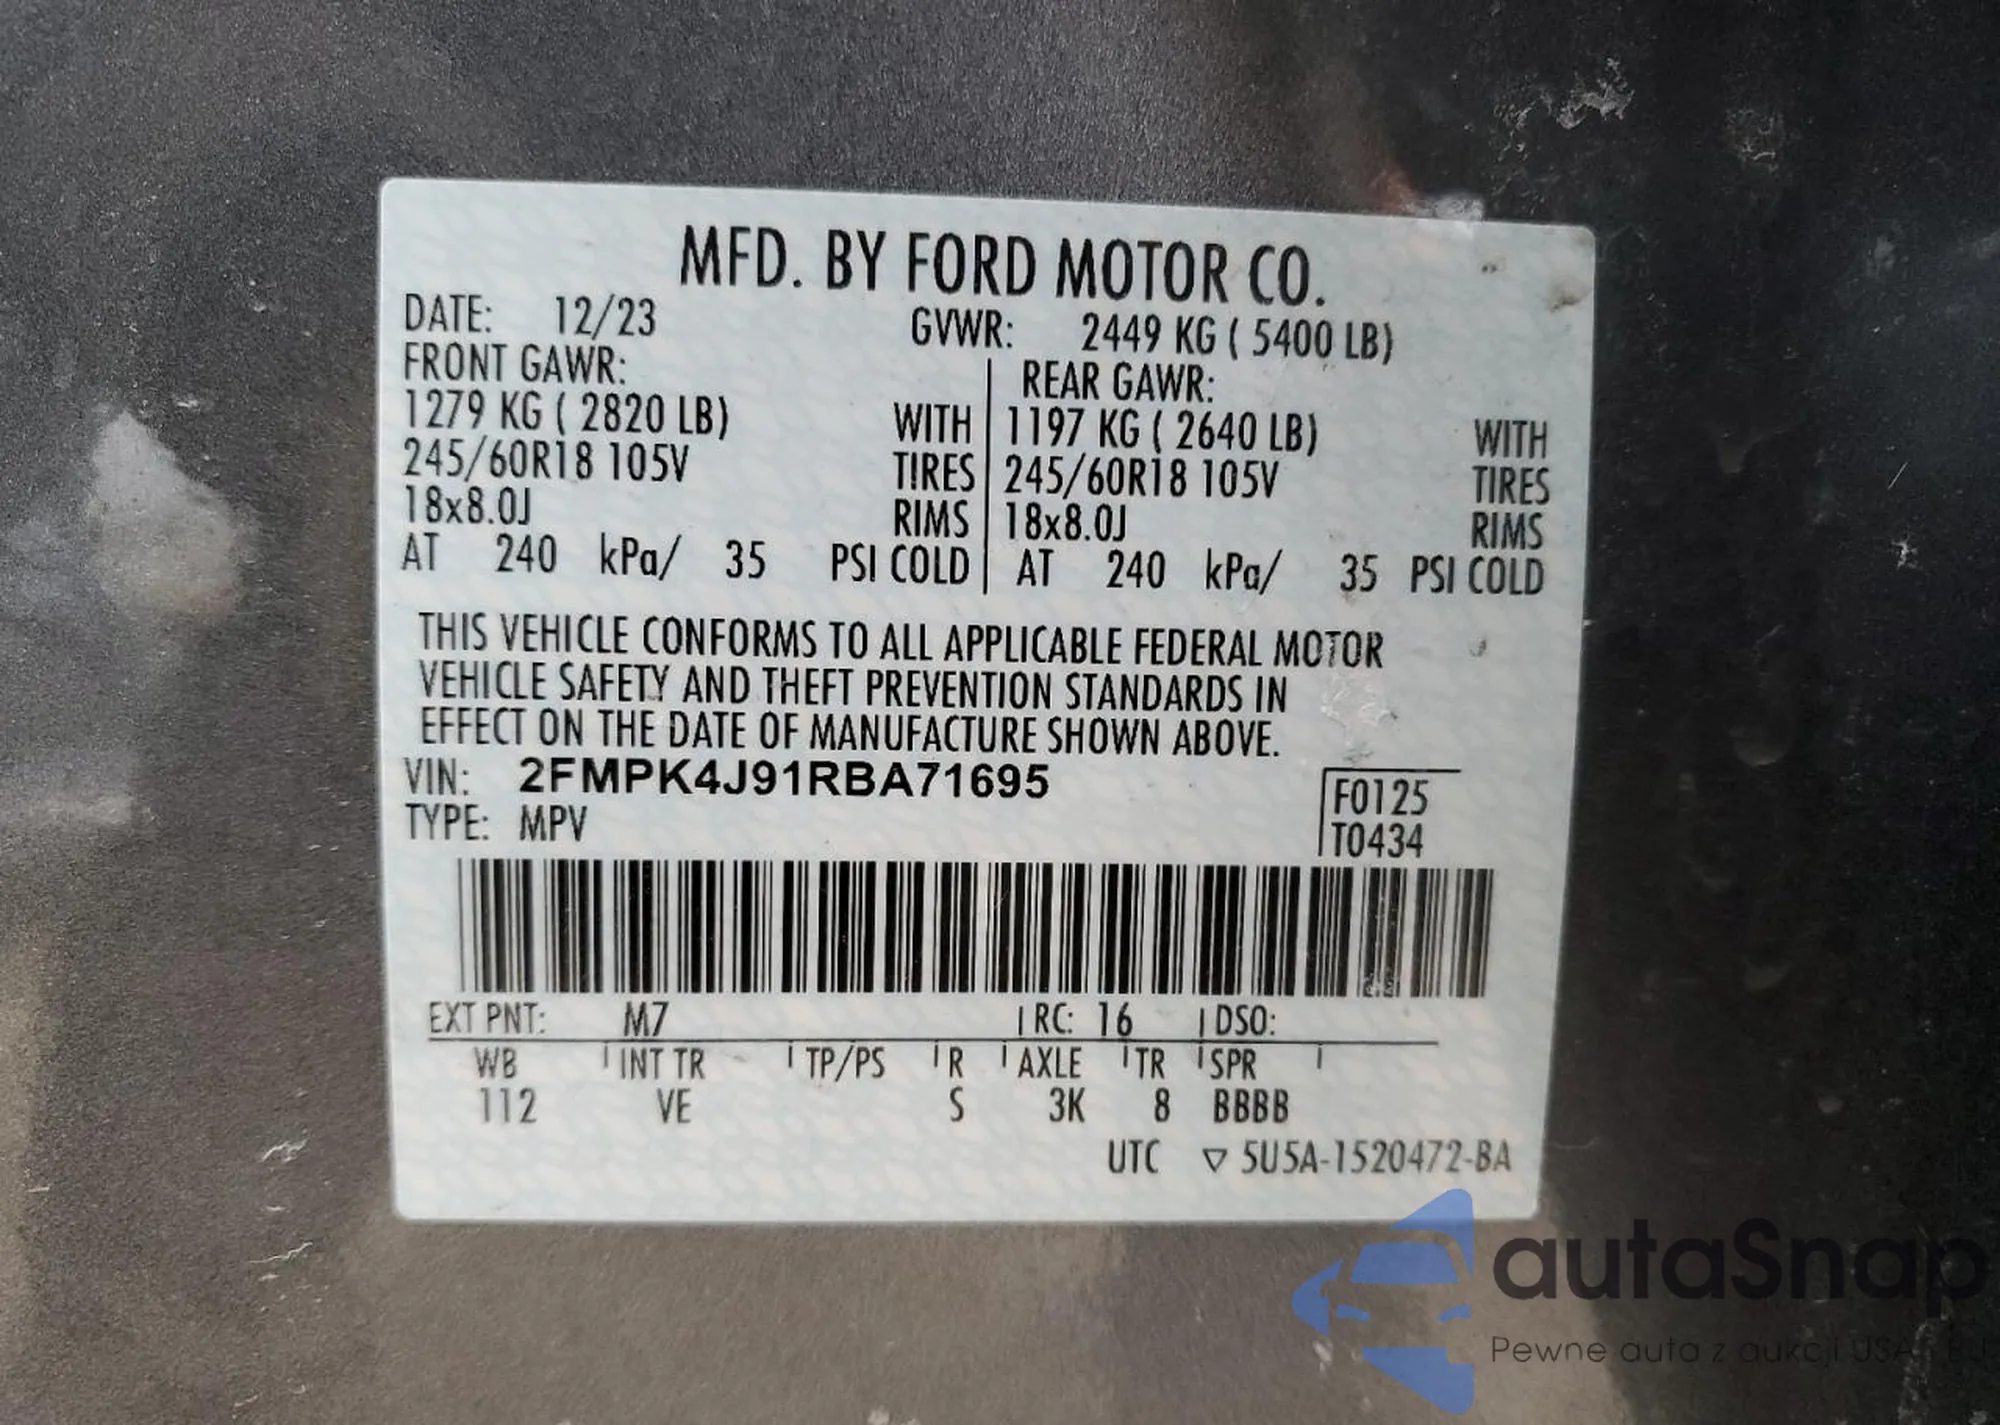 MFD. BY FORD MOTOR CO.
DATE: 12/23 GVWR: 2449 KG ( 5400 LB)
FRONT GAWR: REAR GAWR:
1279 KG ( 2820 LB) WITH 1197 KG ( 2640 LB) WITH
245/60R18 105V TIRES 245/60R18 105V TIRES
18x8.0J RIMS 18x8.0J RIMS
AT 240 kPa/ 35 PSI COLD AT 240 kPa/ 35 PSI COLD
THIS VEHICLE CONFORMS TO ALL APPLICABLE FEDERAL MOTOR
VEHICLE SAFETY AND THEFT PREVENTION STANDARDS IN
EFFECT ON THE DATE OF MANUFACTURE SHOWN ABOVE.
VIN: 2FMPK4J91RBA71695
F0125
TYPE: MPV
T0434
EXT PNT: M7 RC: 16 DSO:
WB INT TR TP/PS R AXLE TR SPR
112 VE S 3K 8 BBBB
UTC ▽ 5U5A-1520472-BA
autaSnap
Pewne auta z aukcji USA i EU